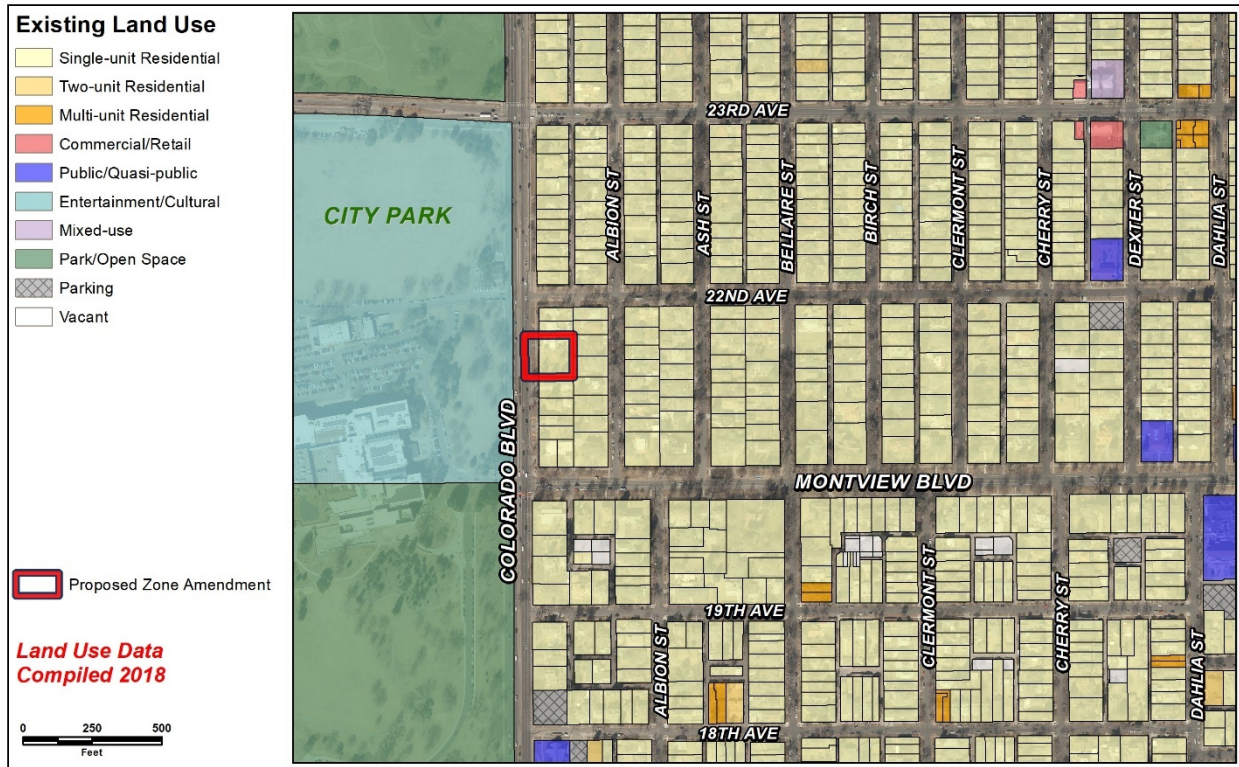 Existing Land Use
Single-unit Residential
Two-unit Residential
Multi-unit Residential
Commercial/Retail
Public/Quasi-public
Entertainment/Cultural
Mixed-use
Park/Open Space
Parking
Vacant
Proposed Zone Amendment
Land Use Data
Compiled 2018
0 250 500
Feet
23RD AVE
CITY PARK
ALBION ST
ASH ST
BELLAIRE ST
BIRCH ST
CLERMONT ST
CHERRY ST
DEXTER ST
DAHLIA ST
22ND AVE
COLORADO BLVD
MONTVIEW BLVD
CLERMONT ST
CHERRY ST
19TH AVE
ALBION ST
DAHLIA ST
18TH AVE